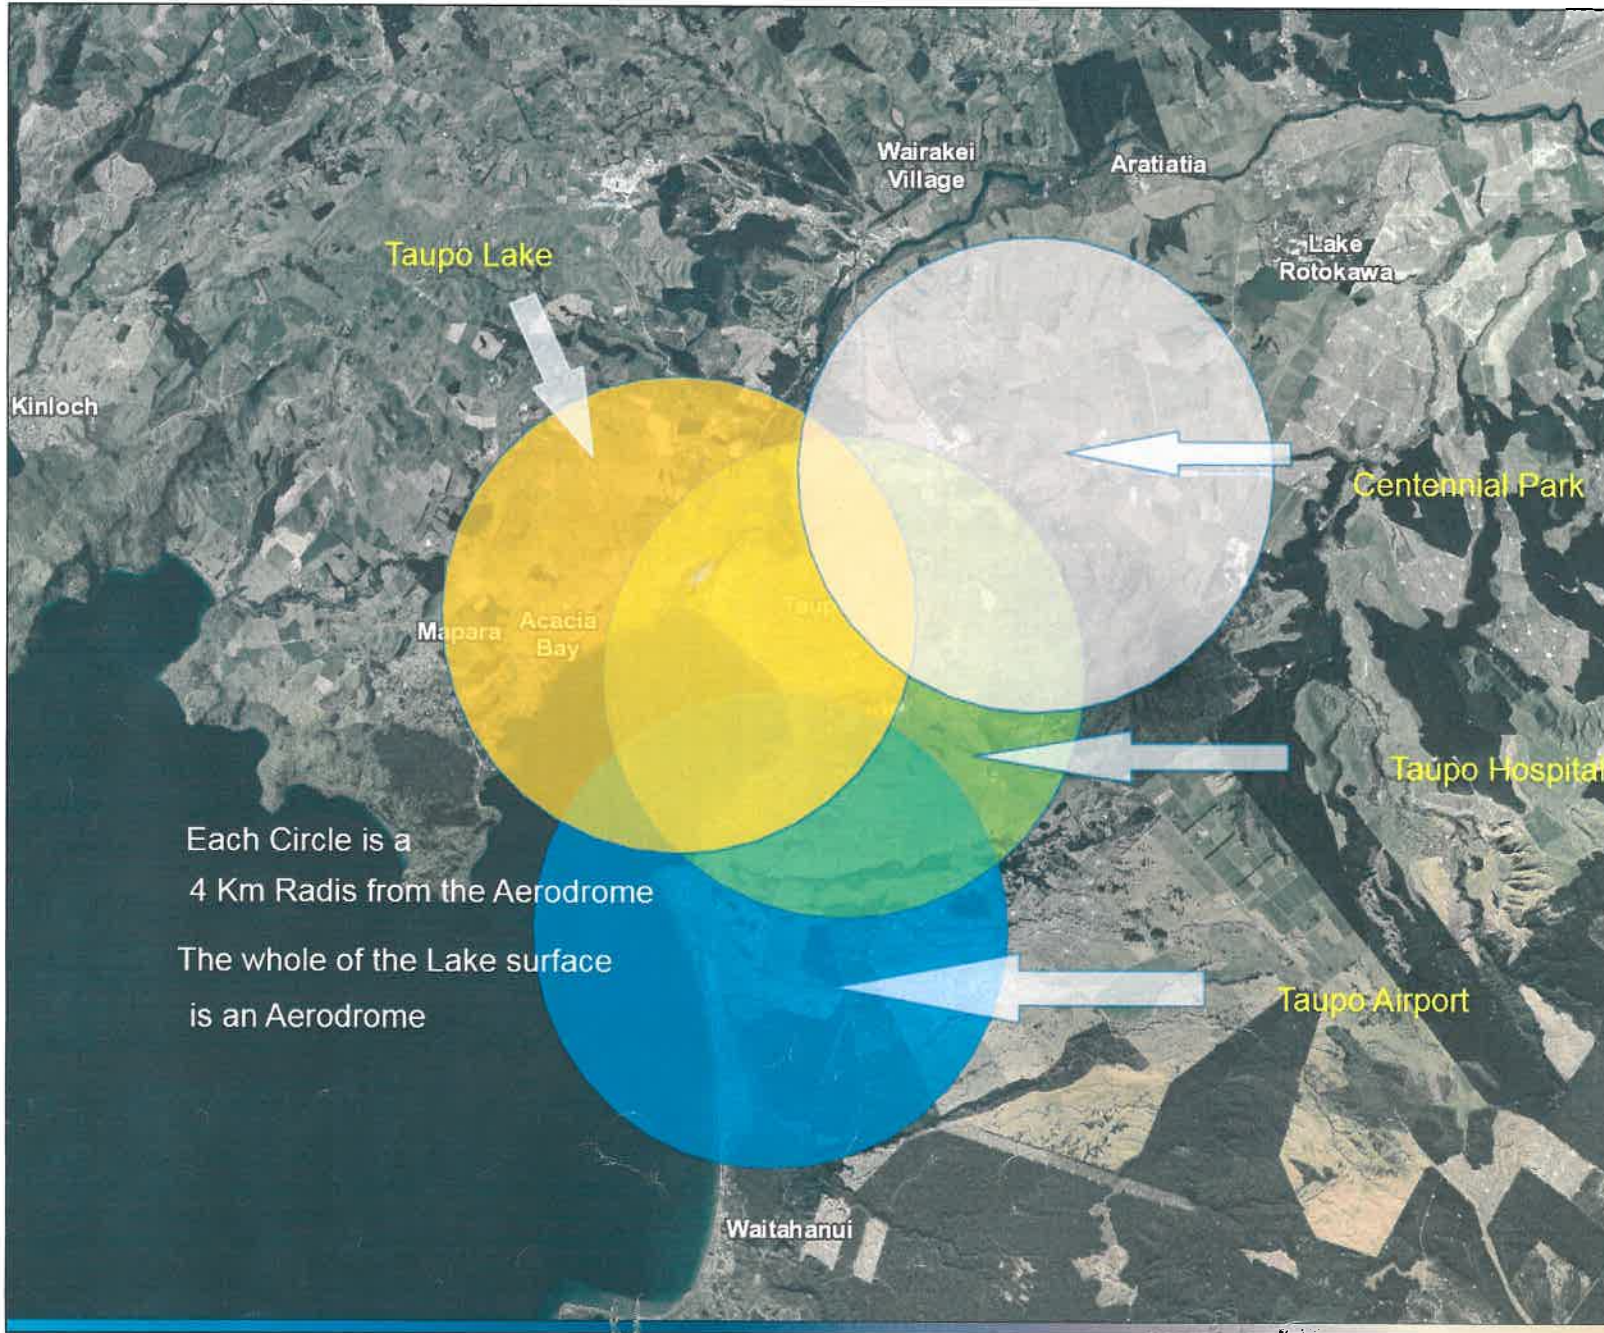 Wairakei
Village
Aratiatia
Taupo Lake
Lake
Rotokawa
Kinloch
Centennial Park
Mapara
Acacia
Bay
Taup
Taupo Hospital
Each Circle is a
4 Km Radis from the Aerodrome
The whole of the Lake surface
is an Aerodrome
Taupo Airport
Waitahanui